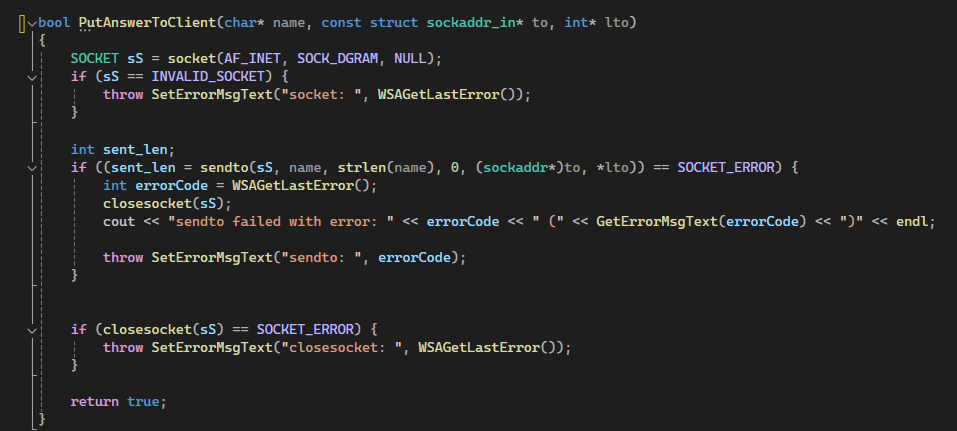 bool PutAnswerToClient(char* name, const struct sockaddr_in* to, int* lto)
{
    SOCKET sS = socket(AF_INET, SOCK_DGRAM, NULL);
    if (sS == INVALID_SOCKET) {
        throw SetErrorMsgText("socket: ", WSAGetLastError());
    }

    int sent_len;
    if ((sent_len = sendto(sS, name, strlen(name), 0, (sockaddr*)to, *lto)) == SOCKET_ERROR) {
        int errorCode = WSAGetLastError();
        closesocket(sS);
        cout << "sendto failed with error: " << errorCode << " (" << GetErrorMsgText(errorCode) << ")" << endl;

        throw SetErrorMsgText("sendto: ", errorCode);
    }


    if (closesocket(sS) == SOCKET_ERROR) {
        throw SetErrorMsgText("closesocket: ", WSAGetLastError());
    }

    return true;
}